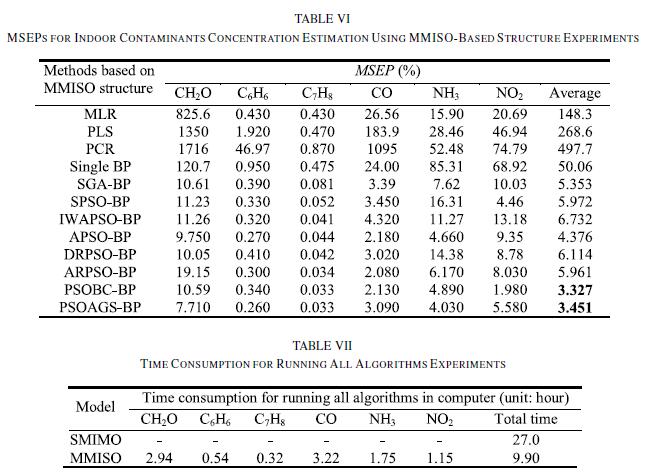 TABLE VI
MSEPS FOR INDOOR CONTAMINANTS CONCENTRATION ESTIMATION USING MMISO-BASED STRUCTURE EXPERIMENTS
Methods based on MMISO structure MSEP (%)
CH₂O C₆H₆ C₇H₈ CO NH₃ NO₂ Average
MLR 825.6 0.430 0.430 26.56 15.90 20.69 148.3
PLS 1350 1.920 0.470 183.9 28.46 46.94 268.6
PCR 1716 46.97 0.870 1095 52.48 74.79 497.7
Single BP 120.7 0.950 0.475 24.00 85.31 68.92 50.06
SGA-BP 10.61 0.390 0.081 3.39 7.62 10.03 5.353
SPSO-BP 11.23 0.330 0.052 3.450 16.31 4.46 5.972
IWAPSO-BP 11.26 0.320 0.041 4.320 11.27 13.18 6.732
APSO-BP 9.750 0.270 0.044 2.180 4.660 9.35 4.376
DRPSO-BP 10.05 0.410 0.042 3.020 14.38 8.78 6.114
ARPSO-BP 19.15 0.300 0.034 2.080 6.170 8.030 5.961
PSOBC-BP 10.59 0.340 0.033 2.130 4.890 1.980 3.327
PSOAGS-BP 7.710 0.260 0.033 3.090 4.030 5.580 3.451
TABLE VII
TIME CONSUMPTION FOR RUNNING ALL ALGORITHMS EXPERIMENTS
Model Time consumption for running all algorithms in computer (unit: hour)
CH₂O C₆H₆ C₇H₈ CO NH₃ NO₂ Total time
SMIMO - - - - - - 27.0
MMISO 2.94 0.54 0.32 3.22 1.75 1.15 9.90